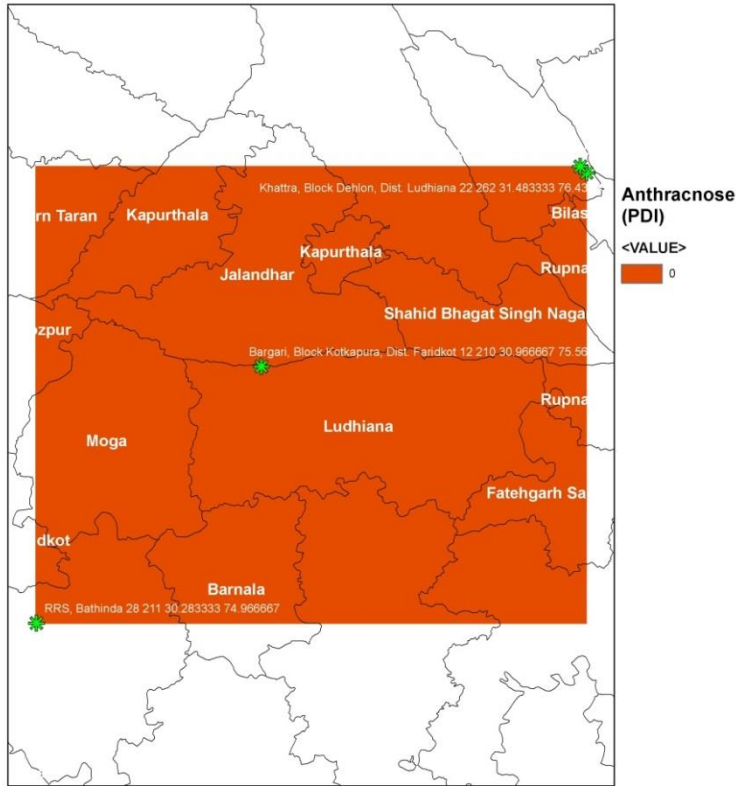 Khattra, Block Dehlon, Dist. Ludhiana 22 262 31.483333 76.43
rn Taran
Kapurthala
Bilas
Kapurthala
Jalandhar
Rupna
Shahid Bhagat Singh Naga
ozpur
Bargari, Block Kotkapura, Dist. Faridkot 12 210 30.966667 75.56
Rupna
Ludhiana
Moga
Fatehgarh Sa
dkot
Barnala
RRS, Bathinda 28 211 30.283333 74.966667
Anthracnose
(PDI)
<VALUE>
0